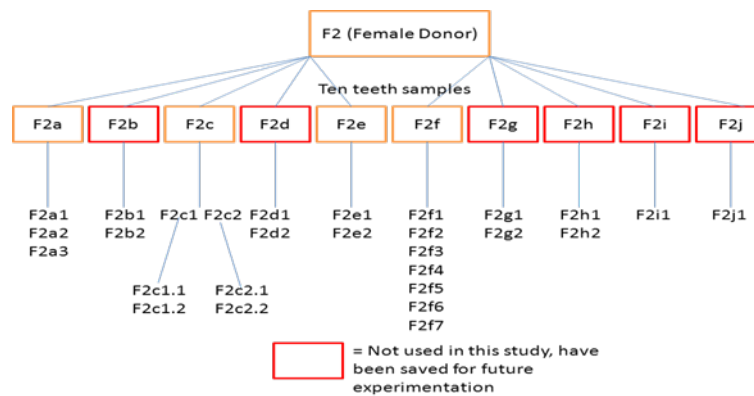 F2 (Female Donor)
Ten teeth samples
F2a F2b F2c F2d F2e F2f F2g F2h F2i F2j
F2a1 F2b1 F2c1 F2c2 F2d1 F2e1 F2f1 F2g1 F2h1 F2i1 F2j1
F2a2 F2b2 F2d2 F2e2 F2f2 F2g2 F2h2
F2a3 F2f3
F2f4
F2c1.1 F2c2.1 F2f5
F2c1.2 F2c2.2 F2f6
F2f7
= Not used in this study, have
been saved for future
experimentation